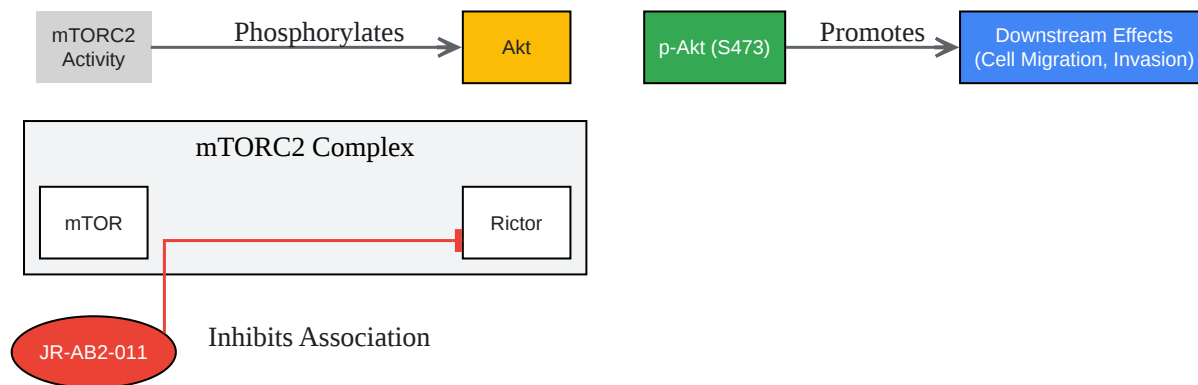 mTORC2
Activity
Phosphorylates
Akt
p-Akt (S473)
Promotes
Downstream Effects
(Cell Migration, Invasion)
mTORC2 Complex
mTOR
Rictor
JR-AB2-011
Inhibits Association